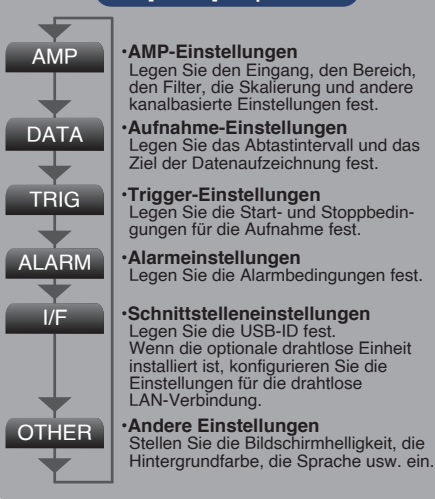 AMP
·AMP-Einstellungen
Legen Sie den Eingang, den Bereich,
den Filter, die Skalierung und andere
kanalbasierte Einstellungen fest.
DATA
·Aufnahme-Einstellungen
Legen Sie das Abtastintervall und das
Ziel der Datenaufzeichnung fest.
TRIG
·Trigger-Einstellungen
Legen Sie die Start- und Stoppbedin-
gungen für die Aufnahme fest.
ALARM
·Alarmeinstellungen
Legen Sie die Alarmbedingungen fest.
I/F
·Schnittstelleneinstellungen
Legen Sie die USB-ID fest.
Wenn die optionale drahtlose Einheit
installiert ist, konfigurieren Sie die
Einstellungen für die drahtlose
LAN-Verbindung.
OTHER
·Andere Einstellungen
Stellen Sie die Bildschirmhelligkeit, die
Hintergrundfarbe, die Sprache usw. ein.